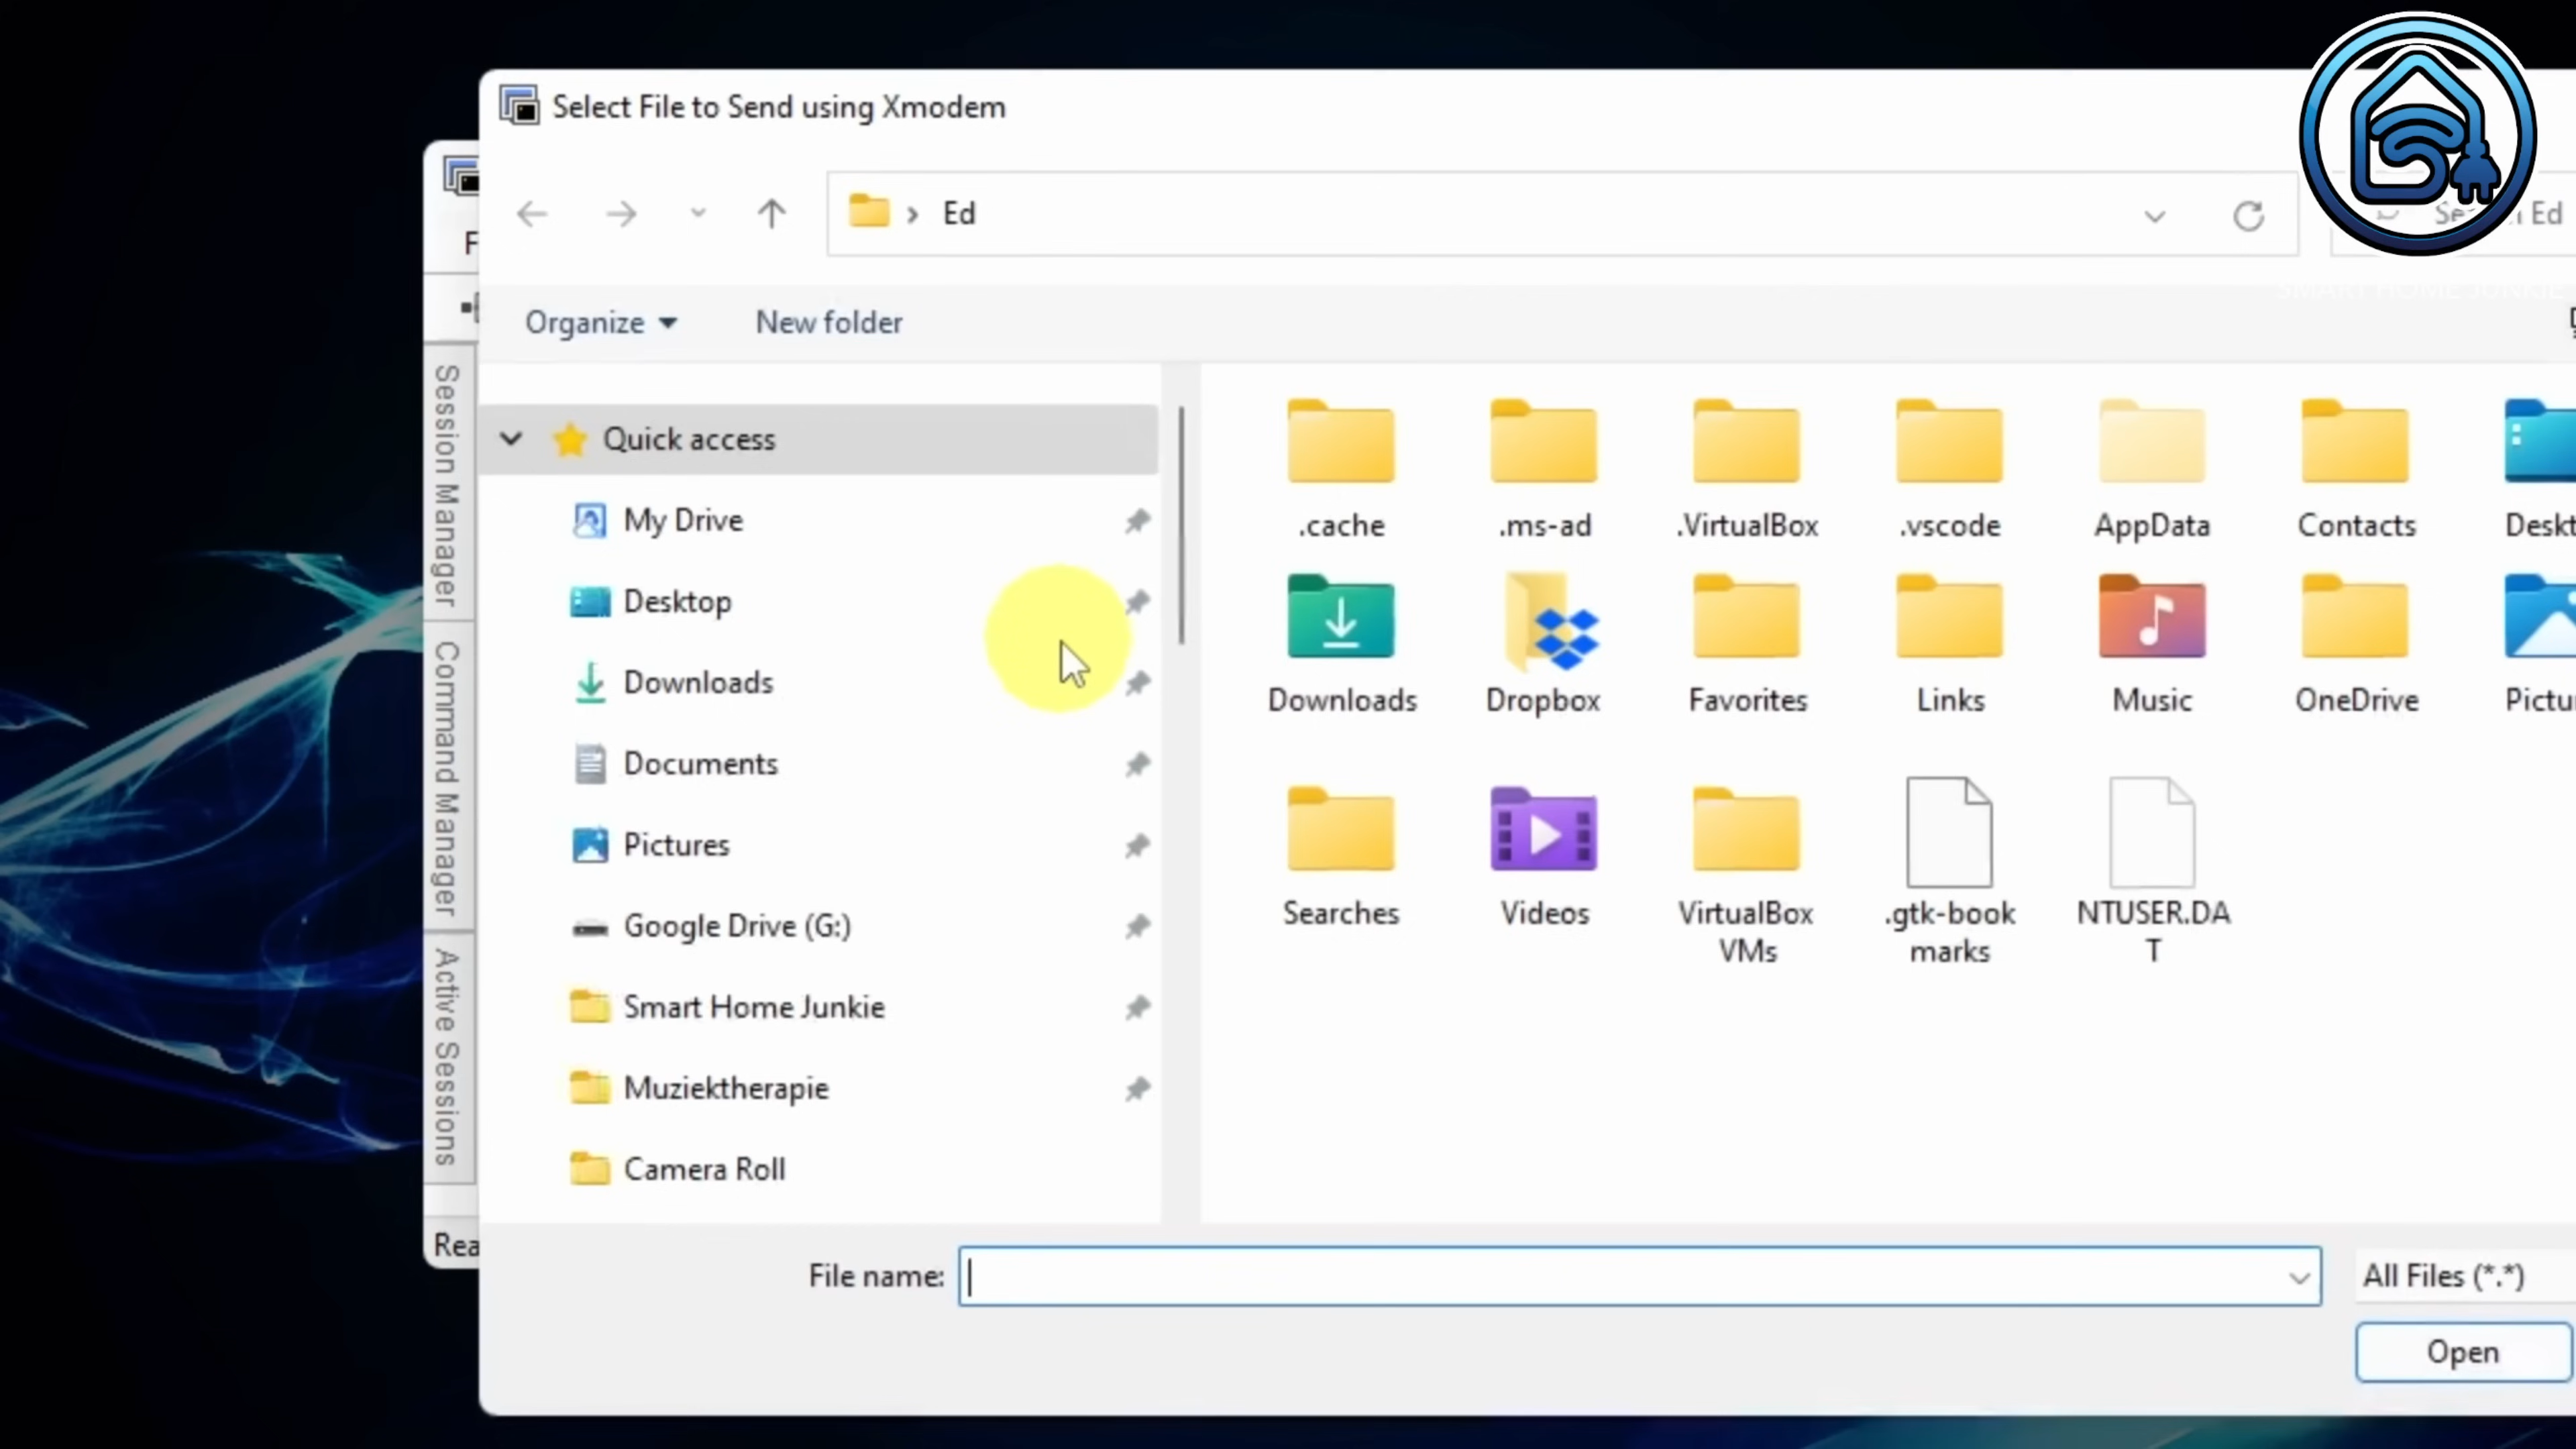 Select File to Send using Xmodem
Ed
Organize
New folder
Session Manager
Command Manager
Active Sessions
Quick access
My Drive
Desktop
Downloads
Documents
Pictures
Google Drive (G:)
Smart Home Junkie
Muziektherapie
Camera Roll
.cache
.ms-ad
.VirtualBox
.vscode
AppData
Contacts
Deskt
Downloads
Dropbox
Favorites
Links
Music
OneDrive
Pictu
Searches
Videos
VirtualBox
VMs
.gtk-book
marks
NTUSER.DA
T
Rea
File name:
All Files (*.*)
Open